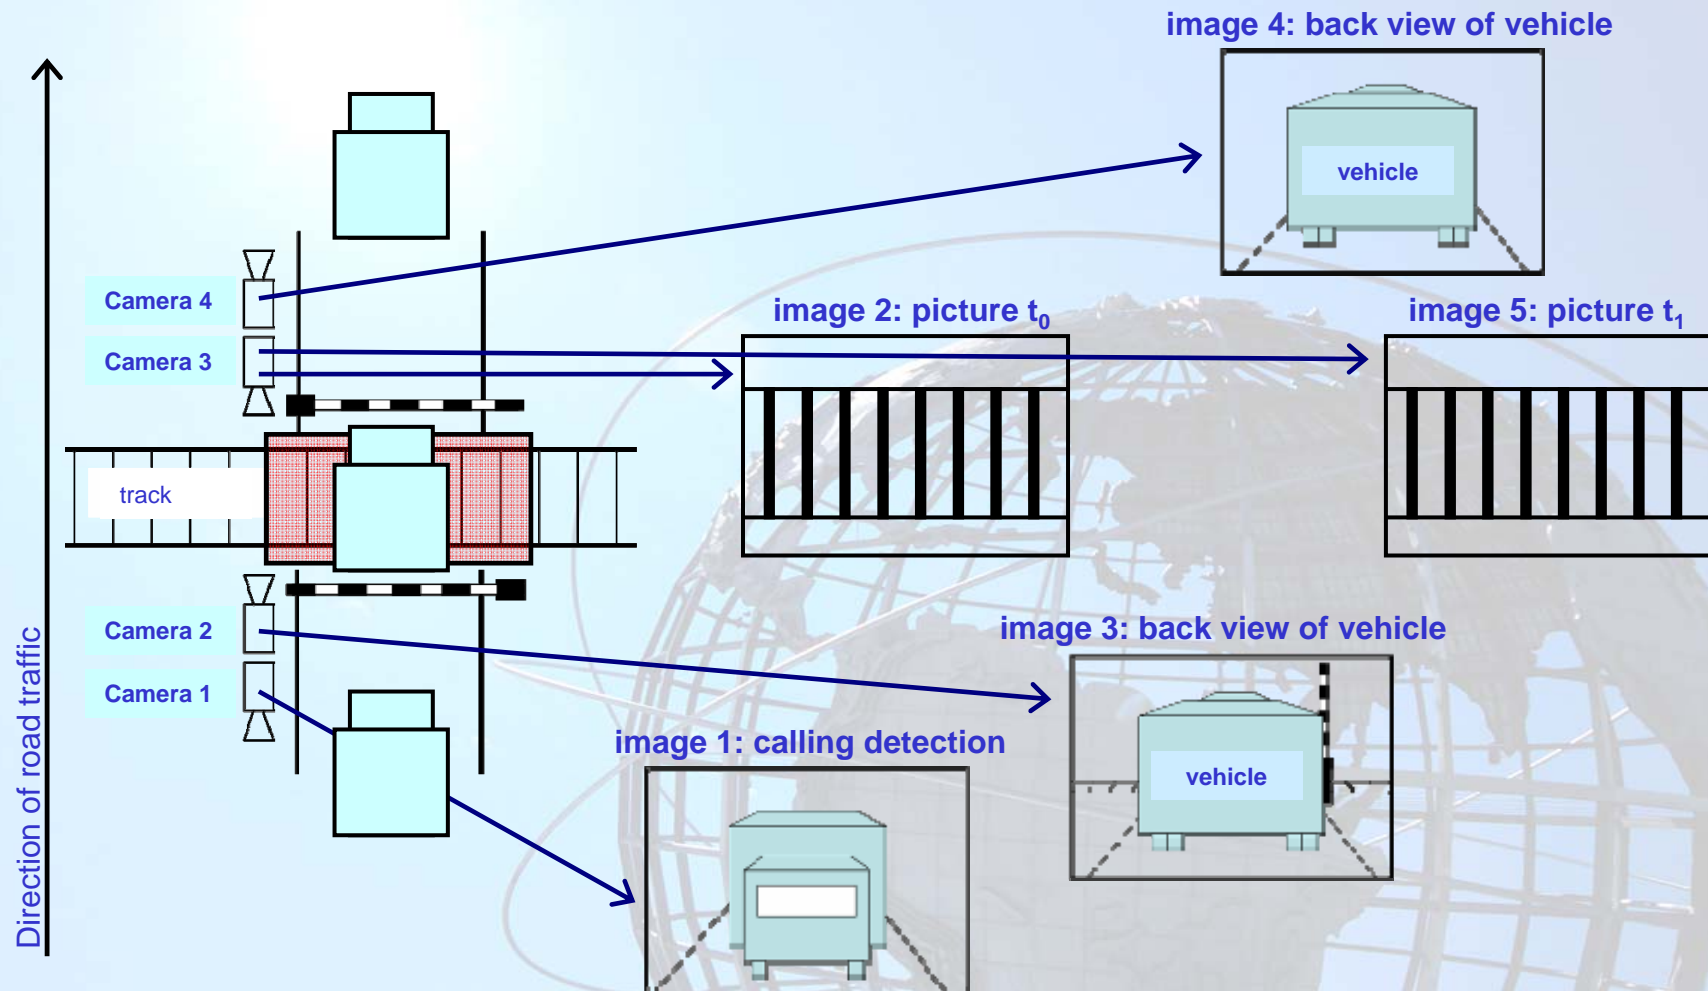 image 4: back view of vehicle
vehicle
Camera 4
image 2: picture t₀
image 5: picture t₁
Camera 3
track
Camera 2
image 3: back view of vehicle
Camera 1
image 1: calling detection
vehicle
Direction of road traffic